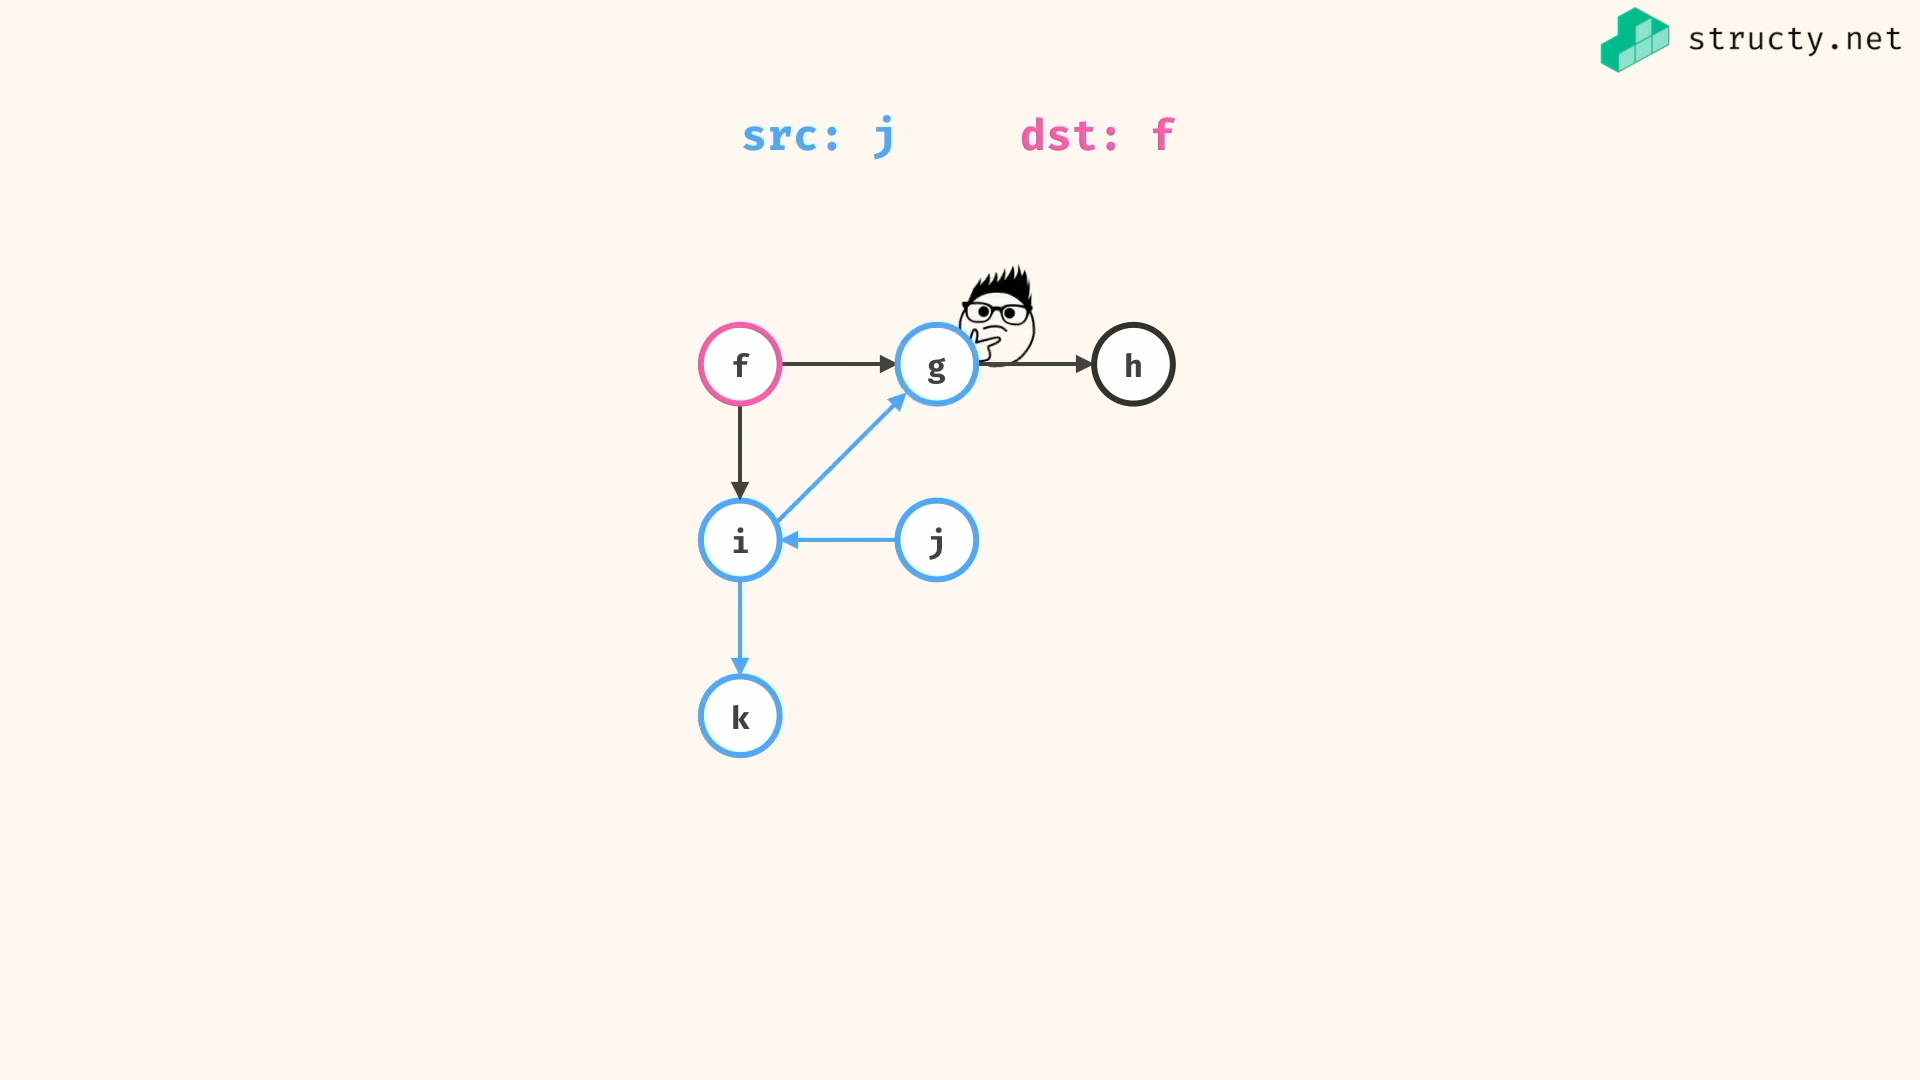 structy.net
src: j dst: f
f g h
i j
k